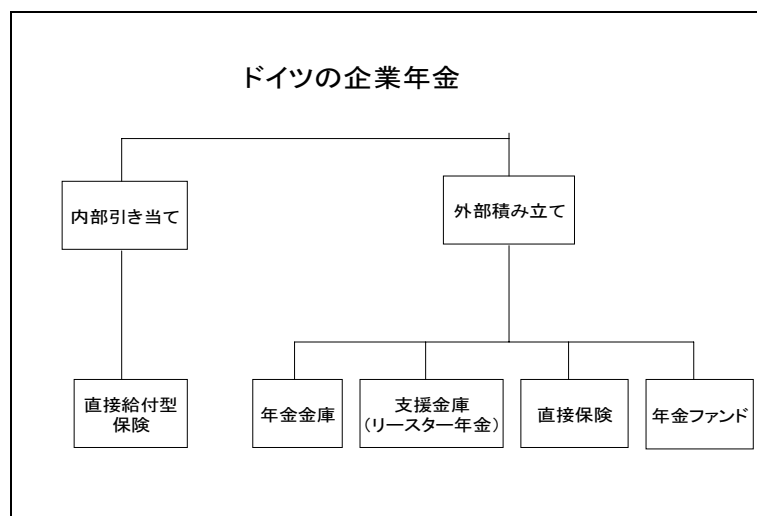 ドイツの企業年金
内部引き当て
外部積み立て
直接給付型
保険
年金金庫
支援金庫
(リースター年金)
直接保険
年金ファンド